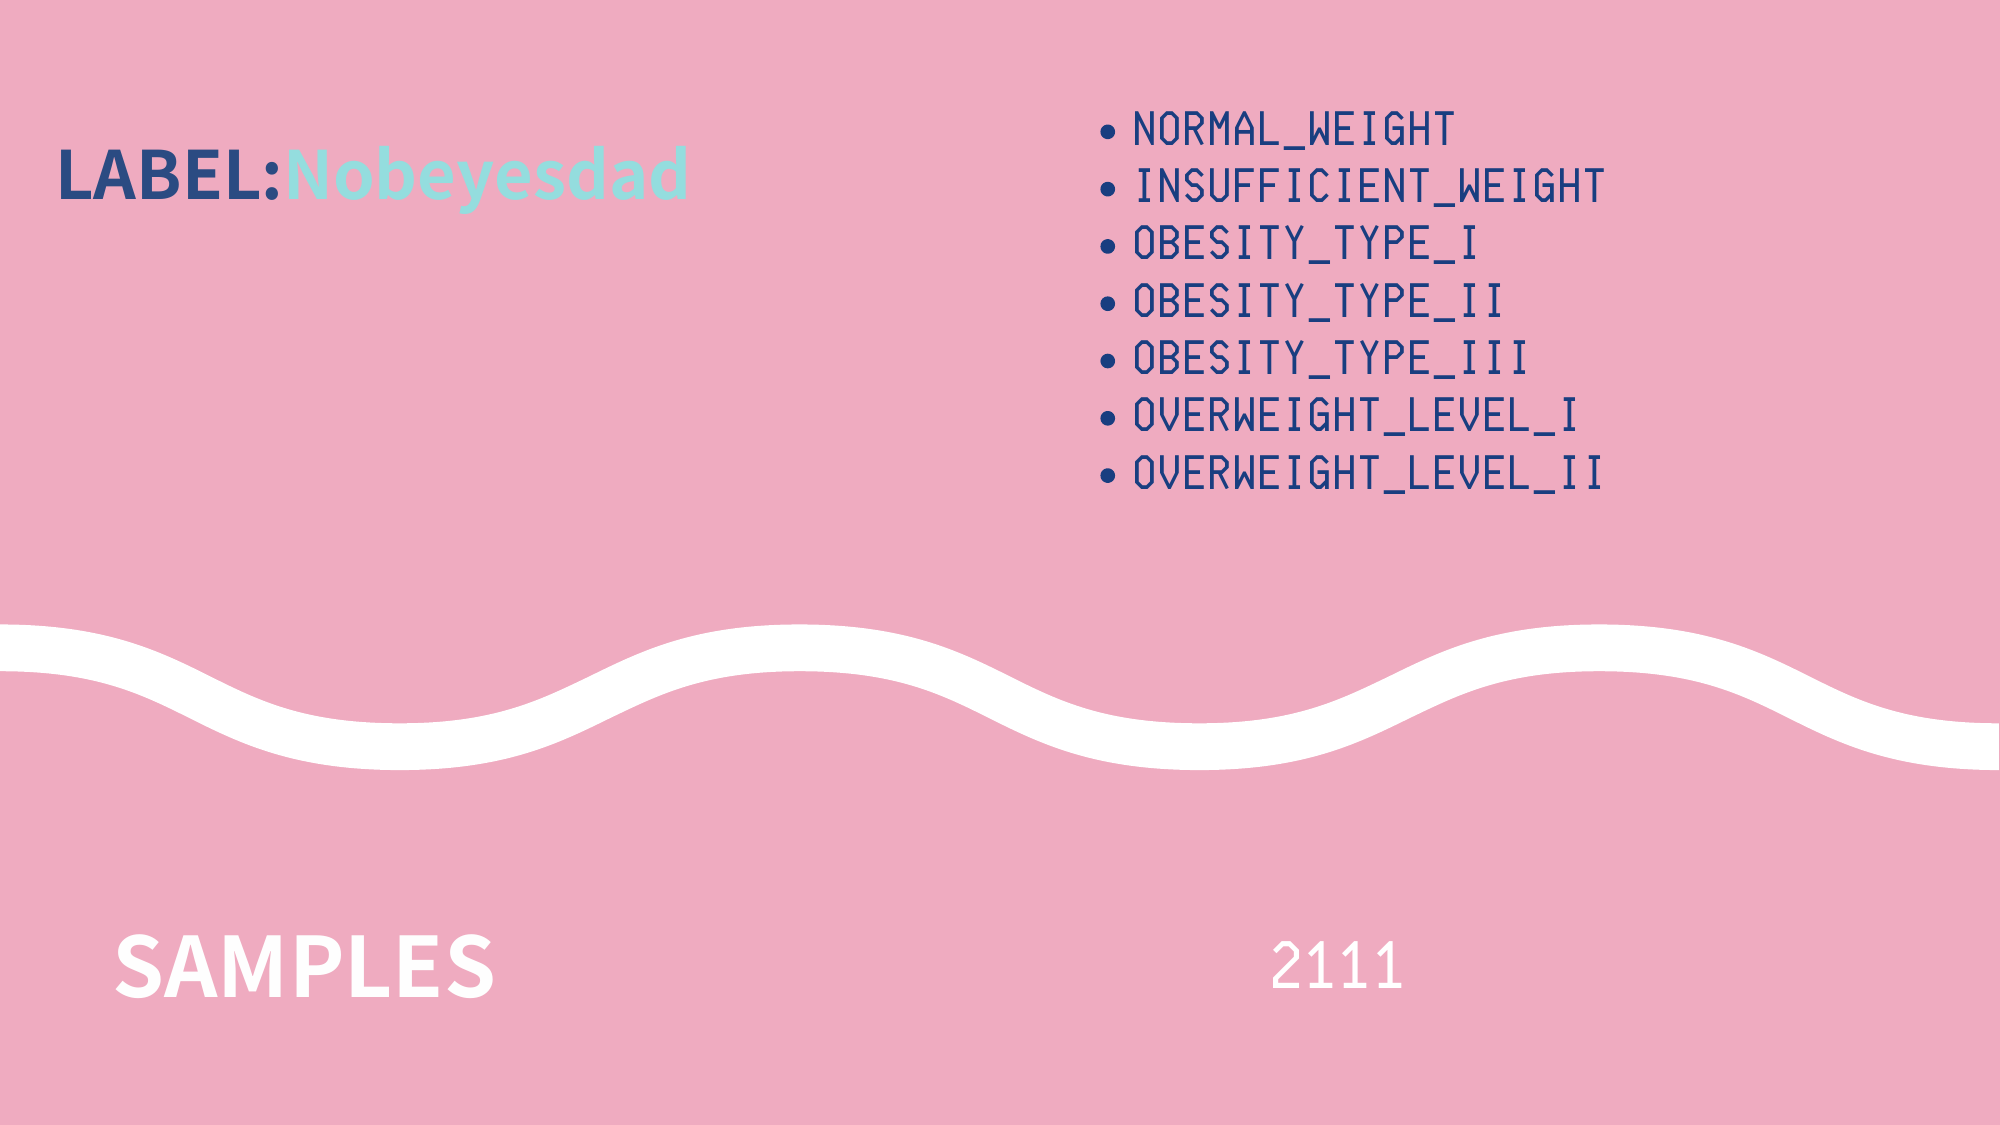 LABEL:Nobeyesdad
• NORMAL_WEIGHT
• INSUFFICIENT_WEIGHT
• OBESITY_TYPE_I
• OBESITY_TYPE_II
• OBESITY_TYPE_III
• OVERWEIGHT_LEVEL_I
• OVERWEIGHT_LEVEL_II
SAMPLES
2111